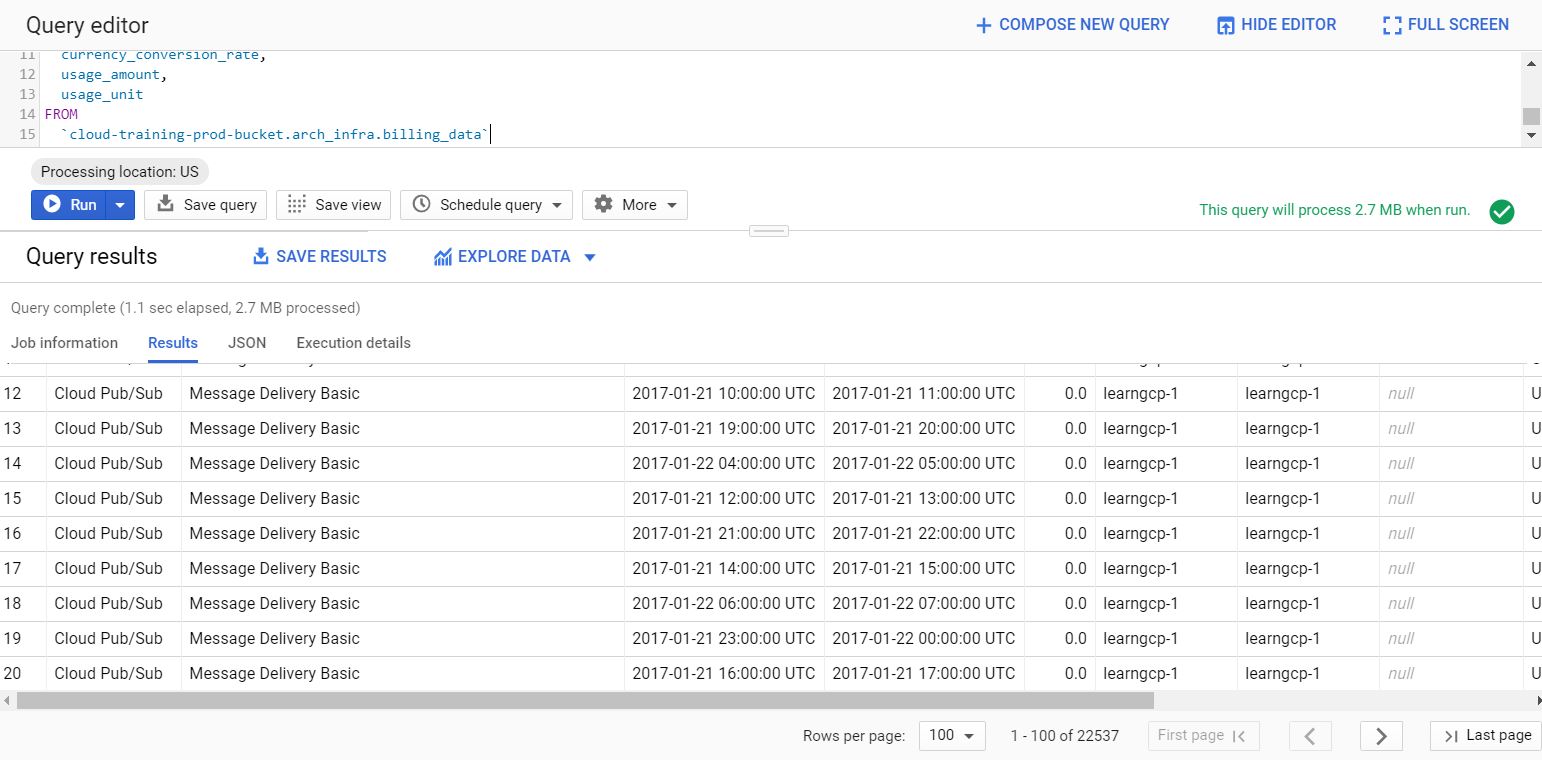 Query editor COMPOSE NEW QUERY HIDE EDITOR FULL SCREEN
11 currency_conversion_rate,
12 usage_amount,
13 usage_unit
14 FROM
15 `cloud-training-prod-bucket.arch_infra.billing_data`
Processing location: US
Run Save query Save view Schedule query More This query will process 2.7 MB when run.
Query results SAVE RESULTS EXPLORE DATA
Query complete (1.1 sec elapsed, 2.7 MB processed)
Job information Results JSON Execution details
12 Cloud Pub/Sub Message Delivery Basic 2017-01-21 10:00:00 UTC 2017-01-21 11:00:00 UTC 0.0 learngcp-1 learngcp-1 null U
13 Cloud Pub/Sub Message Delivery Basic 2017-01-21 19:00:00 UTC 2017-01-21 20:00:00 UTC 0.0 learngcp-1 learngcp-1 null U
14 Cloud Pub/Sub Message Delivery Basic 2017-01-22 04:00:00 UTC 2017-01-22 05:00:00 UTC 0.0 learngcp-1 learngcp-1 null U
15 Cloud Pub/Sub Message Delivery Basic 2017-01-21 12:00:00 UTC 2017-01-21 13:00:00 UTC 0.0 learngcp-1 learngcp-1 null U
16 Cloud Pub/Sub Message Delivery Basic 2017-01-21 21:00:00 UTC 2017-01-21 22:00:00 UTC 0.0 learngcp-1 learngcp-1 null U
17 Cloud Pub/Sub Message Delivery Basic 2017-01-21 14:00:00 UTC 2017-01-21 15:00:00 UTC 0.0 learngcp-1 learngcp-1 null U
18 Cloud Pub/Sub Message Delivery Basic 2017-01-22 06:00:00 UTC 2017-01-22 07:00:00 UTC 0.0 learngcp-1 learngcp-1 null U
19 Cloud Pub/Sub Message Delivery Basic 2017-01-21 23:00:00 UTC 2017-01-22 00:00:00 UTC 0.0 learngcp-1 learngcp-1 null U
20 Cloud Pub/Sub Message Delivery Basic 2017-01-21 16:00:00 UTC 2017-01-21 17:00:00 UTC 0.0 learngcp-1 learngcp-1 null U
Rows per page: 100 1 - 100 of 22537 First page Last page